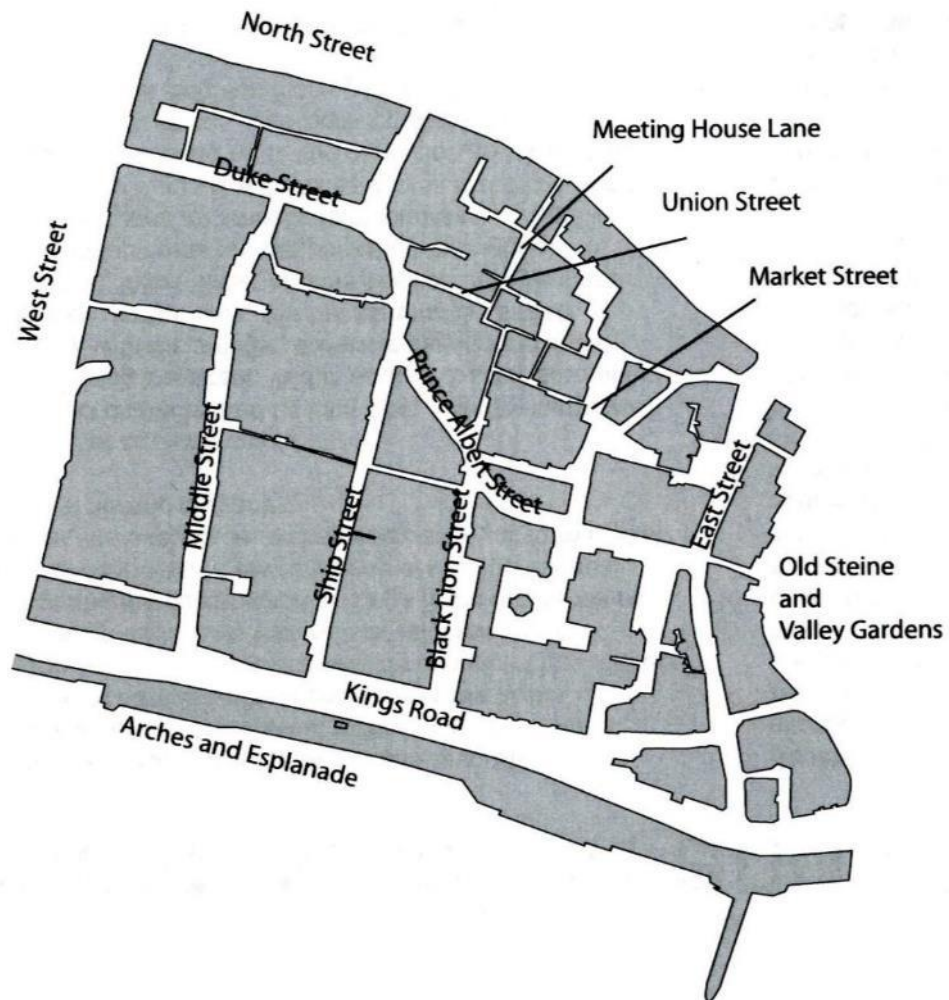 North Street
Meeting House Lane
Duke Street
Union Street
West Street
Market Street
Prince Albert Street
Middle Street
East Street
Ship Street
Black Lion Street
Old Steine
and
Valley Gardens
Kings Road
Arches and Esplanade